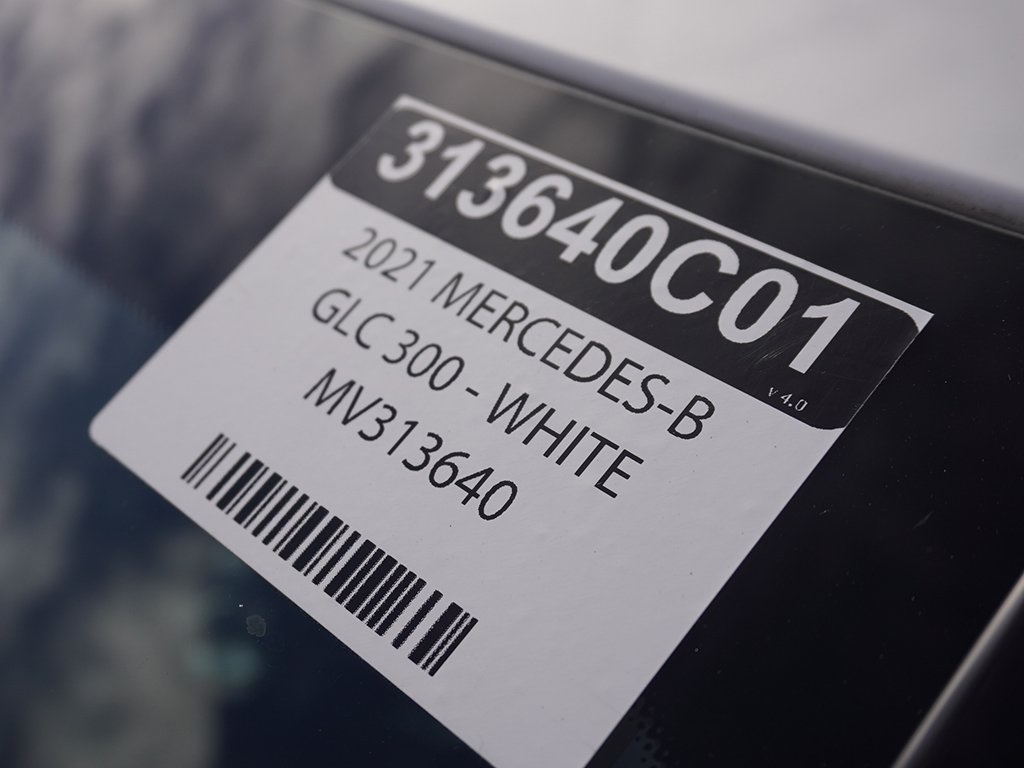 313640C01
v 4.0
2021 MERCEDES-B
GLC 300 - WHITE
MV313640